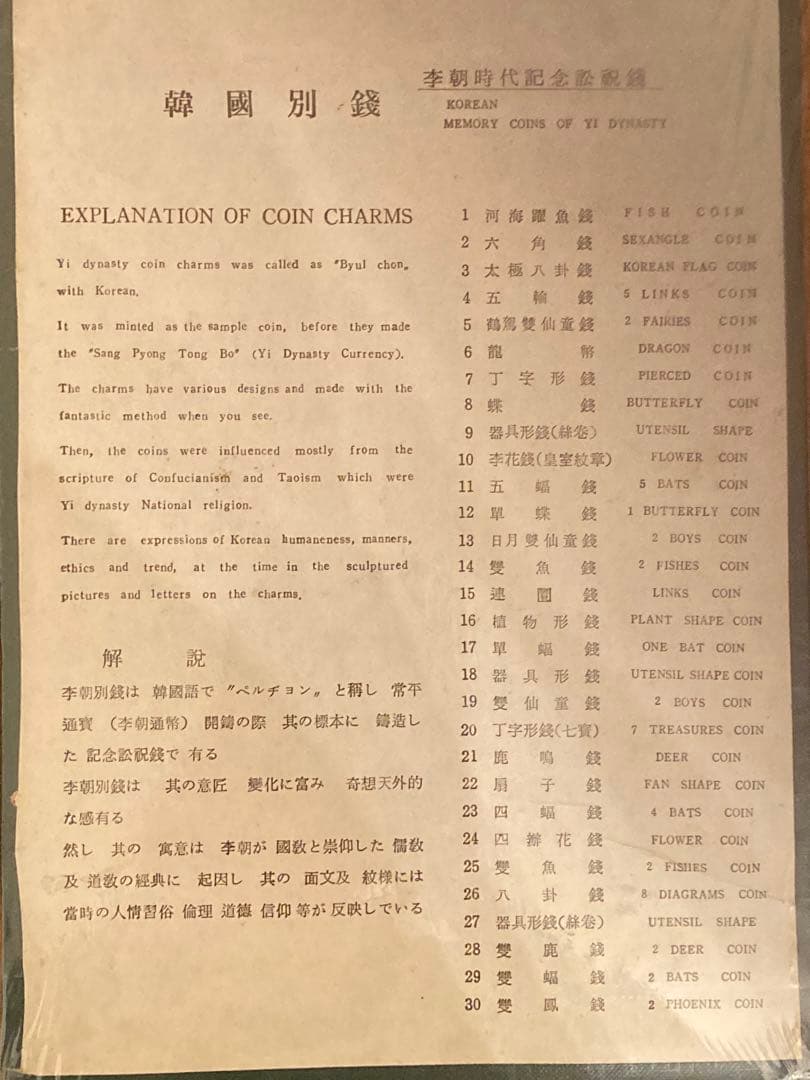 韓國別錢
李朝時代記念訟祝錢
KOREAN
MEMORY COINS OF YI DYNASTY
EXPLANATION OF COIN CHARMS
Yi dynasty coin charms was called as "Byul chon„
with Korean.
It was minted as the sample coin, before they made
the "Sang Pyong Tong Bo" (Yi Dynasty Currency).
The charms have various designs and made with the
fantastic method when you see.
Then, the coins were influenced mostly from the
scripture of Confucianism and Taoism which were
Yi dynasty National religion.
There are expressions of Korean humaneness, manners,
ethics and trend, at the time in the sculptured
pictures and letters on the charms.
解說
李朝別錢は 韓國語で〝ペルヂョン〟と稱し 常平
通寶 (李朝通幣) 開鑄の際 其の標本に 鑄造し
た 記念訟祝錢で 有る
李朝別錢は 其の意匠 變化に富み 奇想天外的
な感有る
然し 其の 寓意は 李朝が 國敎と崇仰した 儒敎
及 道敎の經典に 起因し 其の 面文及 紋様には
當時の人情習俗 倫理 道德 信仰 等が 反映している
1 河海躍魚錢 FISH COIN
2 六角錢 SEXANGLE COIN
3 太極八卦錢 KOREAN FLAG COIN
4 五輪錢 5 LINKS COIN
5 鶴駕雙仙童錢 2 FAIRIES COIN
6 龍幣 DRAGON COIN
7 丁字形錢 PIERCED COIN
8 蝶錢 BUTTERFLY COIN
9 器具形錢(絲卷) UTENSIL SHAPE
10 李花錢(皇室紋章) FLOWER COIN
11 五蝠錢 5 BATS COIN
12 單蝶錢 1 BUTTERFLY COIN
13 日月雙仙童錢 2 BOYS COIN
14 雙魚錢 2 FISHES COIN
15 連圓錢 LINKS COIN
16 植物形錢 PLANT SHAPE COIN
17 單蝠錢 ONE BAT COIN
18 器具形錢 UTENSIL SHAPE COIN
19 雙仙童錢 2 BOYS COIN
20 丁字形錢(七寶) 7 TREASURES COIN
21 鹿鳴錢 DEER COIN
22 扇子錢 FAN SHAPE COIN
23 四蝠錢 4 BATS COIN
24 四瓣花錢 FLOWER COIN
25 雙魚錢 2 FISHES COIN
26 八卦錢 8 DIAGRAMS COIN
27 器具形錢(絲卷) UTENSIL SHAPE
28 雙鹿錢 2 DEER COIN
29 雙蝠錢 2 BATS COIN
30 雙鳳錢 2 PHOENIX COIN